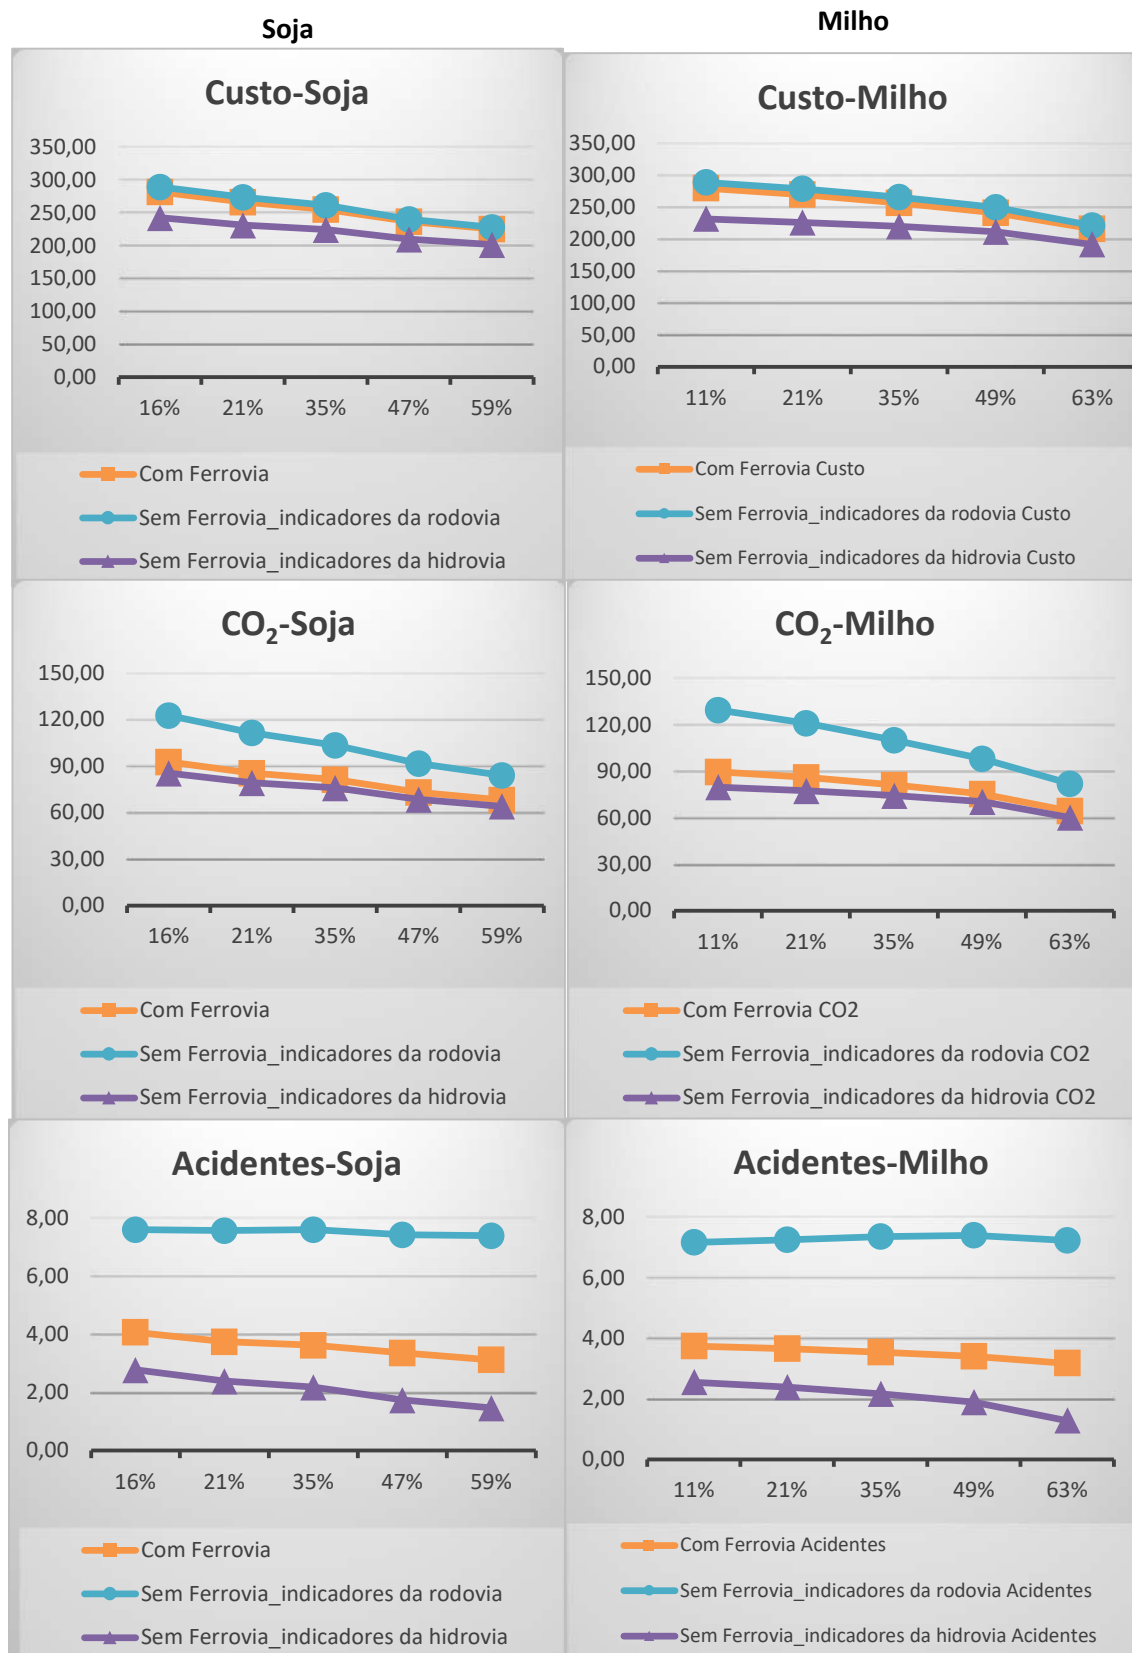 Soja
Milho
Custo-Soja
350,00
300,00
250,00
200,00
150,00
100,00
50,00
0,00
16% 21% 35% 47% 59%
Com Ferrovia
Sem Ferrovia_indicadores da rodovia
Sem Ferrovia_indicadores da hidrovia
Custo-Milho
350,00
300,00
250,00
200,00
150,00
100,00
50,00
0,00
11% 21% 35% 49% 63%
Com Ferrovia Custo
Sem Ferrovia_indicadores da rodovia Custo
Sem Ferrovia_indicadores da hidrovia Custo
CO₂-Soja
150,00
120,00
90,00
60,00
30,00
0,00
16% 21% 35% 47% 59%
Com Ferrovia
Sem Ferrovia_indicadores da rodovia
Sem Ferrovia_indicadores da hidrovia
CO₂-Milho
150,00
120,00
90,00
60,00
30,00
0,00
11% 21% 35% 49% 63%
Com Ferrovia CO2
Sem Ferrovia_indicadores da rodovia CO2
Sem Ferrovia_indicadores da hidrovia CO2
Acidentes-Soja
8,00
6,00
4,00
2,00
0,00
16% 21% 35% 47% 59%
Com Ferrovia
Sem Ferrovia_indicadores da rodovia
Sem Ferrovia_indicadores da hidrovia
Acidentes-Milho
8,00
6,00
4,00
2,00
0,00
11% 21% 35% 49% 63%
Com Ferrovia Acidentes
Sem Ferrovia_indicadores da rodovia Acidentes
Sem Ferrovia_indicadores da hidrovia Acidentes